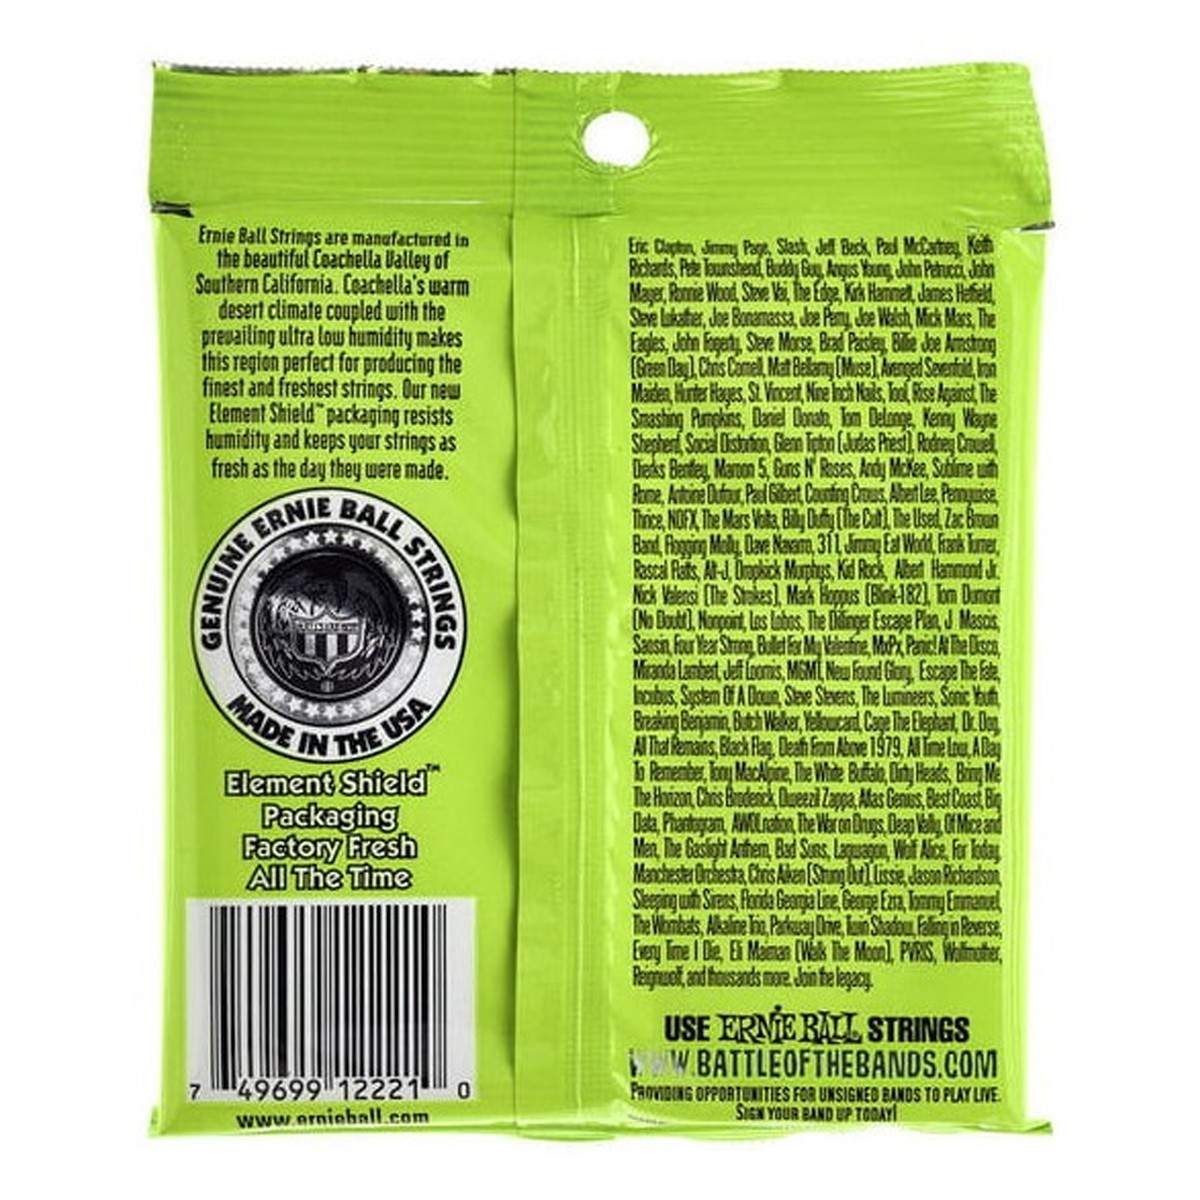 Ernie Ball Strings are manufactured in
the beautiful Coachella Valley of
Southern California. Coachella's warm
desert climate coupled with the
prevailing ultra low humidity makes
this region perfect for producing the
finest and freshest strings. Our new
Element Shield™ packaging resists
humidity and keeps your strings as
fresh as the day they were made.
GENUINE ERNIE BALL STRINGS
MADE IN THE USA
Element Shield™
Packaging
Factory Fresh
All The Time
7 49699 12221 0
www.ernieball.com
Eric Clapton, Jimmy Page, Slash, Jeff Beck, Paul McCartney, Keith
Richards, Pete Townshend, Buddy Guy, Angus Young, John Petrucci, John
Mayer, Ronnie Wood, Steve Vai, The Edge, Kirk Hammett, James Hetfield,
Steve Lukather, Joe Bonamassa, Joe Perry, Joe Walsh, Mick Mars, The
Eagles, John Fogerty, Steve Morse, Brad Paisley, Billie Joe Armstrong
(Green Day), Chris Cornell, Matt Bellamy (Muse), Avenged Sevenfold, Iron
Maiden, Hunter Hayes, St. Vincent, Nine Inch Nails, Tool, Rise Against, The
Smashing Pumpkins, Daniel Donato, Tom DeLonge, Kenny Wayne
Shepherd, Social Distortion, Glenn Tipton (Judas Priest), Rodney Crowell,
Dierks Bentley, Maroon 5, Guns N' Roses, Andy McKee, Sublime with
Rome, Antoine Dufour, Paul Gilbert, Counting Crows, Albert Lee, Pennywise,
Thrice, NOFX, The Mars Volta, Billy Duffy (The Cult), The Used, Zac Brown
Band, Flogging Molly, Dave Navarro, 311, Jimmy Eat World, Frank Turner,
Rascal Flatts, Alt-J, Dropkick Murphys, Kid Rock, Albert Hammond Jr.
Nick Valensi (The Strokes), Mark Hoppus (Blink-182), Tom Dumont
(No Doubt), Nonpoint, Los Lobos, The Dillinger Escape Plan, J Mascis,
Saosin, Four Year Strong, Bullet For My Valentine, MxPx, Panic! At The Disco,
Miranda Lambert, Jeff Loomis, MGMT, New Found Glory, Escape The Fate,
Incubus, System Of A Down, Steve Stevens, The Lumineers, Sonic Youth,
Breaking Benjamin, Butch Walker, Yellowcard, Cage The Elephant, Dr. Dog,
All That Remains, Black Flag, Death From Above 1979, All Time Low, A Day
To Remember, Tony MacAlpine, The White Buffalo, Dirty Heads, Bring Me
The Horizon, Chris Broderick, Dweezil Zappa, Atlas Genius, Best Coast, Big
Data, Phantogram, AWOLnation, The War on Drugs, Deap Vally, Of Mice and
Men, The Gaslight Anthem, Bad Suns, Lagwagon, Wolf Alice, For Today,
Manchester Orchestra, Chris Aiken (Strung Out), Lissie, Jason Richardson,
Sleeping with Sirens, Florida Georgia Line, George Ezra, Tommy Emmanuel,
The Wombats, Alkaline Trio, Parkway Drive, Twin Shadow, Falling in Reverse,
Every Time I Die, Eli Maiman (Walk The Moon), PVRIS, Wolfmother,
Reignwolf, and thousands more. Join the legacy.
USE ERNIE BALL STRINGS
WWW.BATTLEOFTHEBANDS.COM
PROVIDING OPPORTUNITIES FOR UNSIGNED BANDS TO PLAY LIVE.
SIGN YOUR BAND UP TODAY!